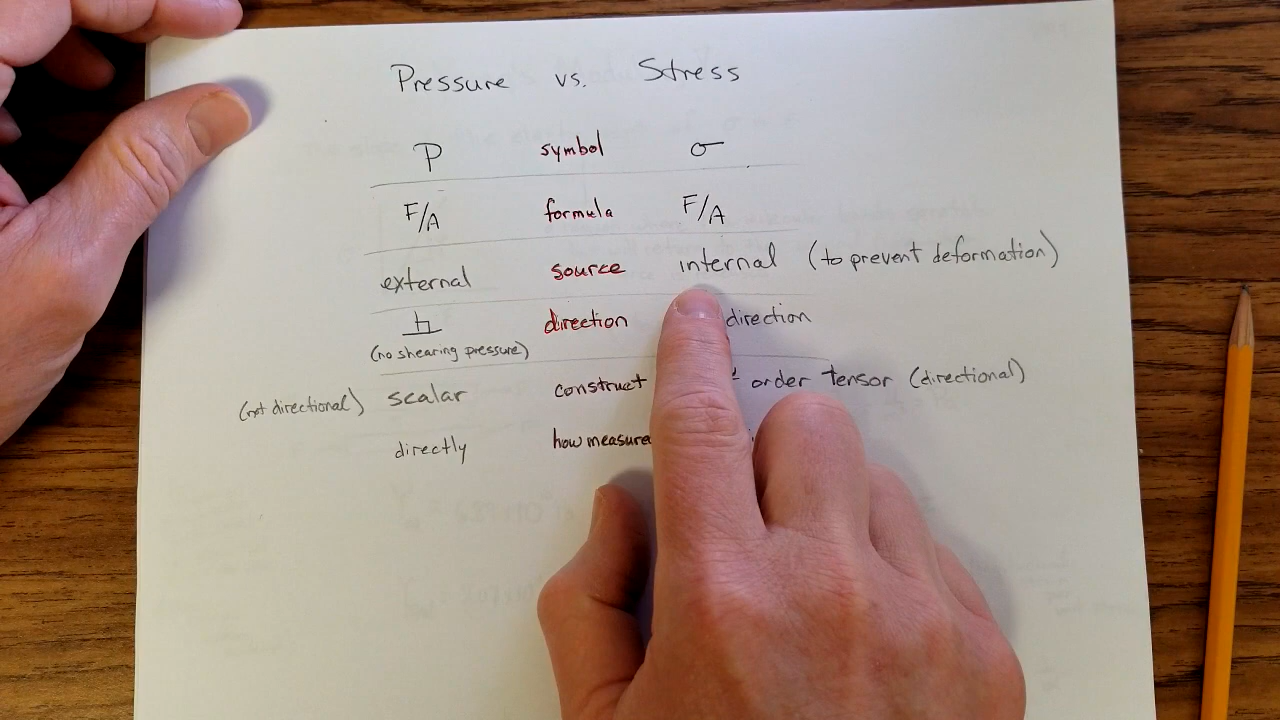 Pressure vs. Stress
P symbol σ
F/A formula F/A
external source internal (to prevent deformation)
direction direction
(no shearing pressure)
(not directional) scalar construct order tensor (directional)
directly how measured